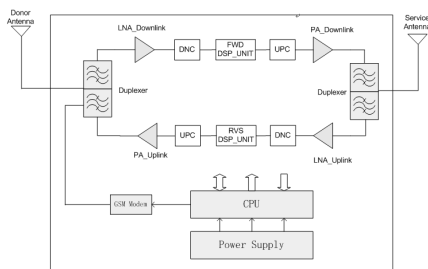 Donor
Antenna
Service
Antenna
LNA_Downlink
PA_Downlink
DNC
FWD
DSP_UNIT
UPC
Duplexer
Duplexer
UPC
RVS
DSP_UNIT
DNC
PA_Uplink
LNA_Uplink
GSM Modem
CPU
Power Supply